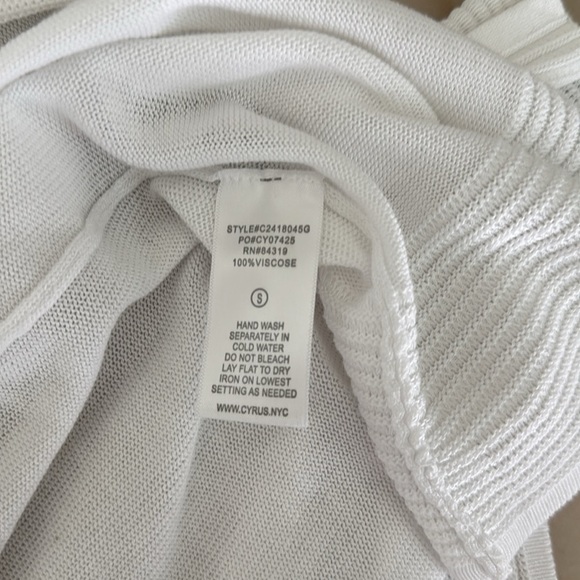 STYLE#C2418045G
PO#CY07425
RN#84319
100%VISCOSE
S
HAND WASH
SEPARATELY IN
COLD WATER
DO NOT BLEACH
LAY FLAT TO DRY
IRON ON LOWEST
SETTING AS NEEDED
WWW.CYRUS.NYC